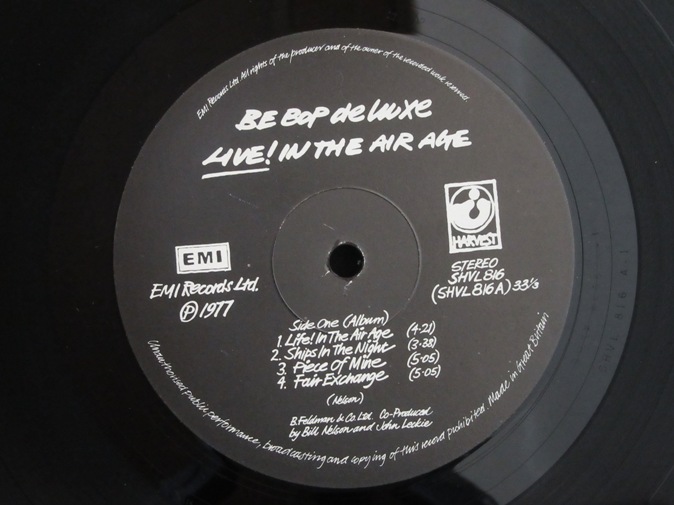 EMI Records Ltd. All rights of the producer and of the owner of the recorded work reserved.
BE BOP deluxe
LIVE! IN THE AIR AGE
EMI
EMI Records Ltd.
Ⓟ 1977
HARVEST
STEREO
SHVL 816
(SHVL 816 A) 33⅓
Side One (Album)
1. Life! In The Air Age (4·21)
2. Ships In The Night (3·38)
3. Piece of Mine (5·05)
4. Fair Exchange (5·05)
(Nelson)
B. Feldman & Co. Ltd. Co-Produced
by Bill Nelson and John Leckie
Unauthorised public performance, broadcasting and copying of this record prohibited. Made in Great Britain